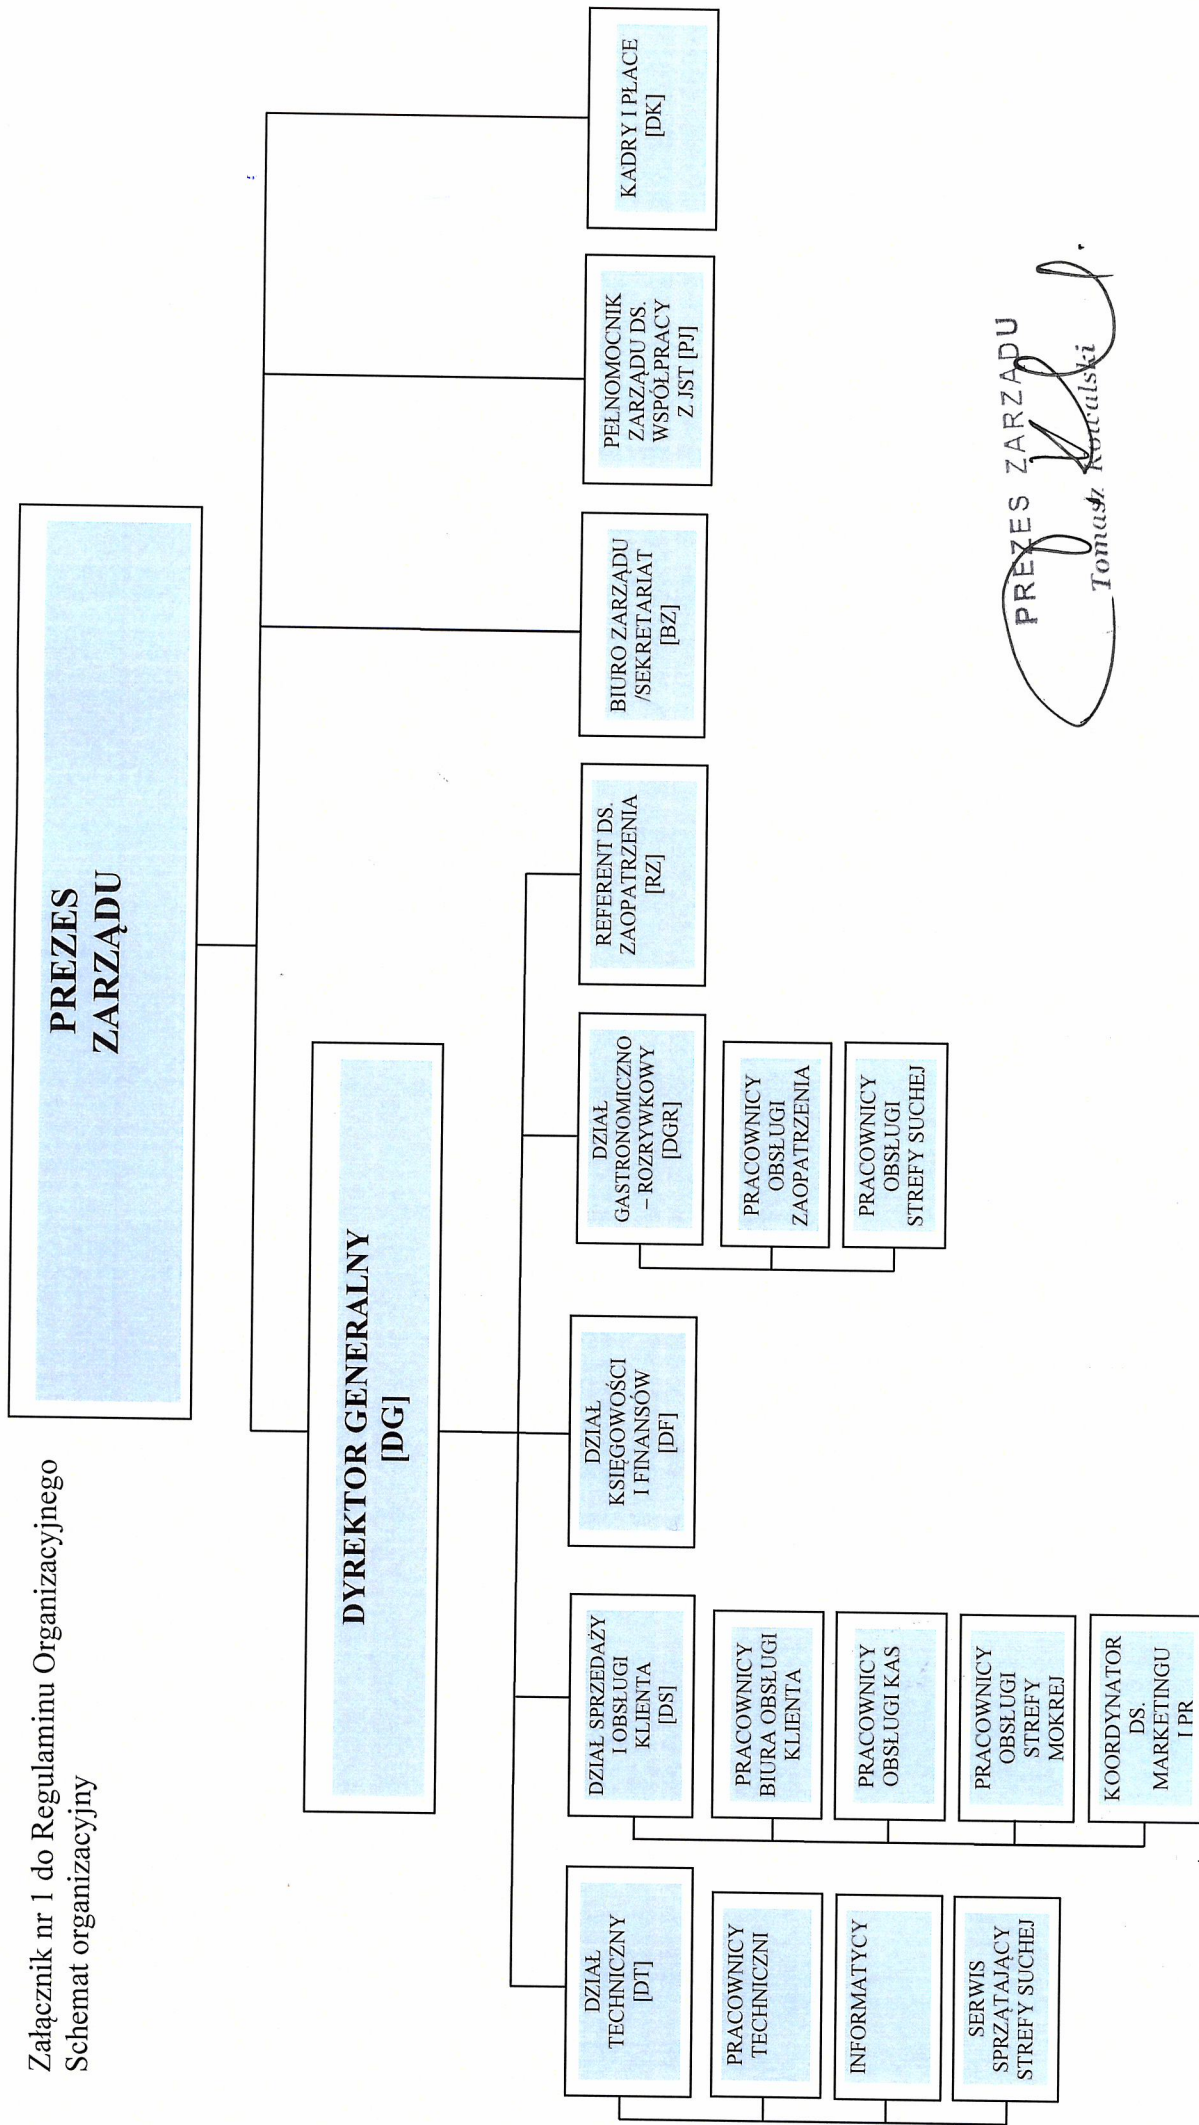 Załącznik nr 1 do Regulaminu Organizacyjnego
Schemat organizacyjny
PREZES
ZARZĄDU
DYREKTOR GENERALNY
[DG]
DZIAŁ
TECHNICZNY
[DT]
PRACOWNICY
TECHNICZNI
INFORMATYCY
SERWIS
SPRZĄTAJĄCY
STREFY SUCHEJ
DZIAŁ SPRZEDAŻY
I OBSŁUGI
KLIENTA
[DS]
PRACOWNICY
BIURA OBSŁUGI
KLIENTA
PRACOWNICY
OBSŁUGI KAS
PRACOWNICY
OBSŁUGI
STREFY
MOKREJ
KOORDYNATOR
DS.
MARKETINGU
I PR
DZIAŁ
KSIĘGOWOŚCI
I FINANSÓW
[DF]
DZIAŁ
GASTRONOMICZNO
– ROZRYWKOWY
[DGR]
PRACOWNICY
OBSŁUGI
ZAOPATRZENIA
PRACOWNICY
OBSŁUGI
STREFY SUCHEJ
REFERENT DS.
ZAOPATRZENIA
[RZ]
BIURO ZARZĄDU
/SEKRETARIAT
[BZ]
PEŁNOMOCNIK
ZARZĄDU DS.
WSPÓŁPRACY
Z JST [PJ]
KADRY I PŁACE
[DK]
PREZES ZARZĄDU
Tomasz Kowalski